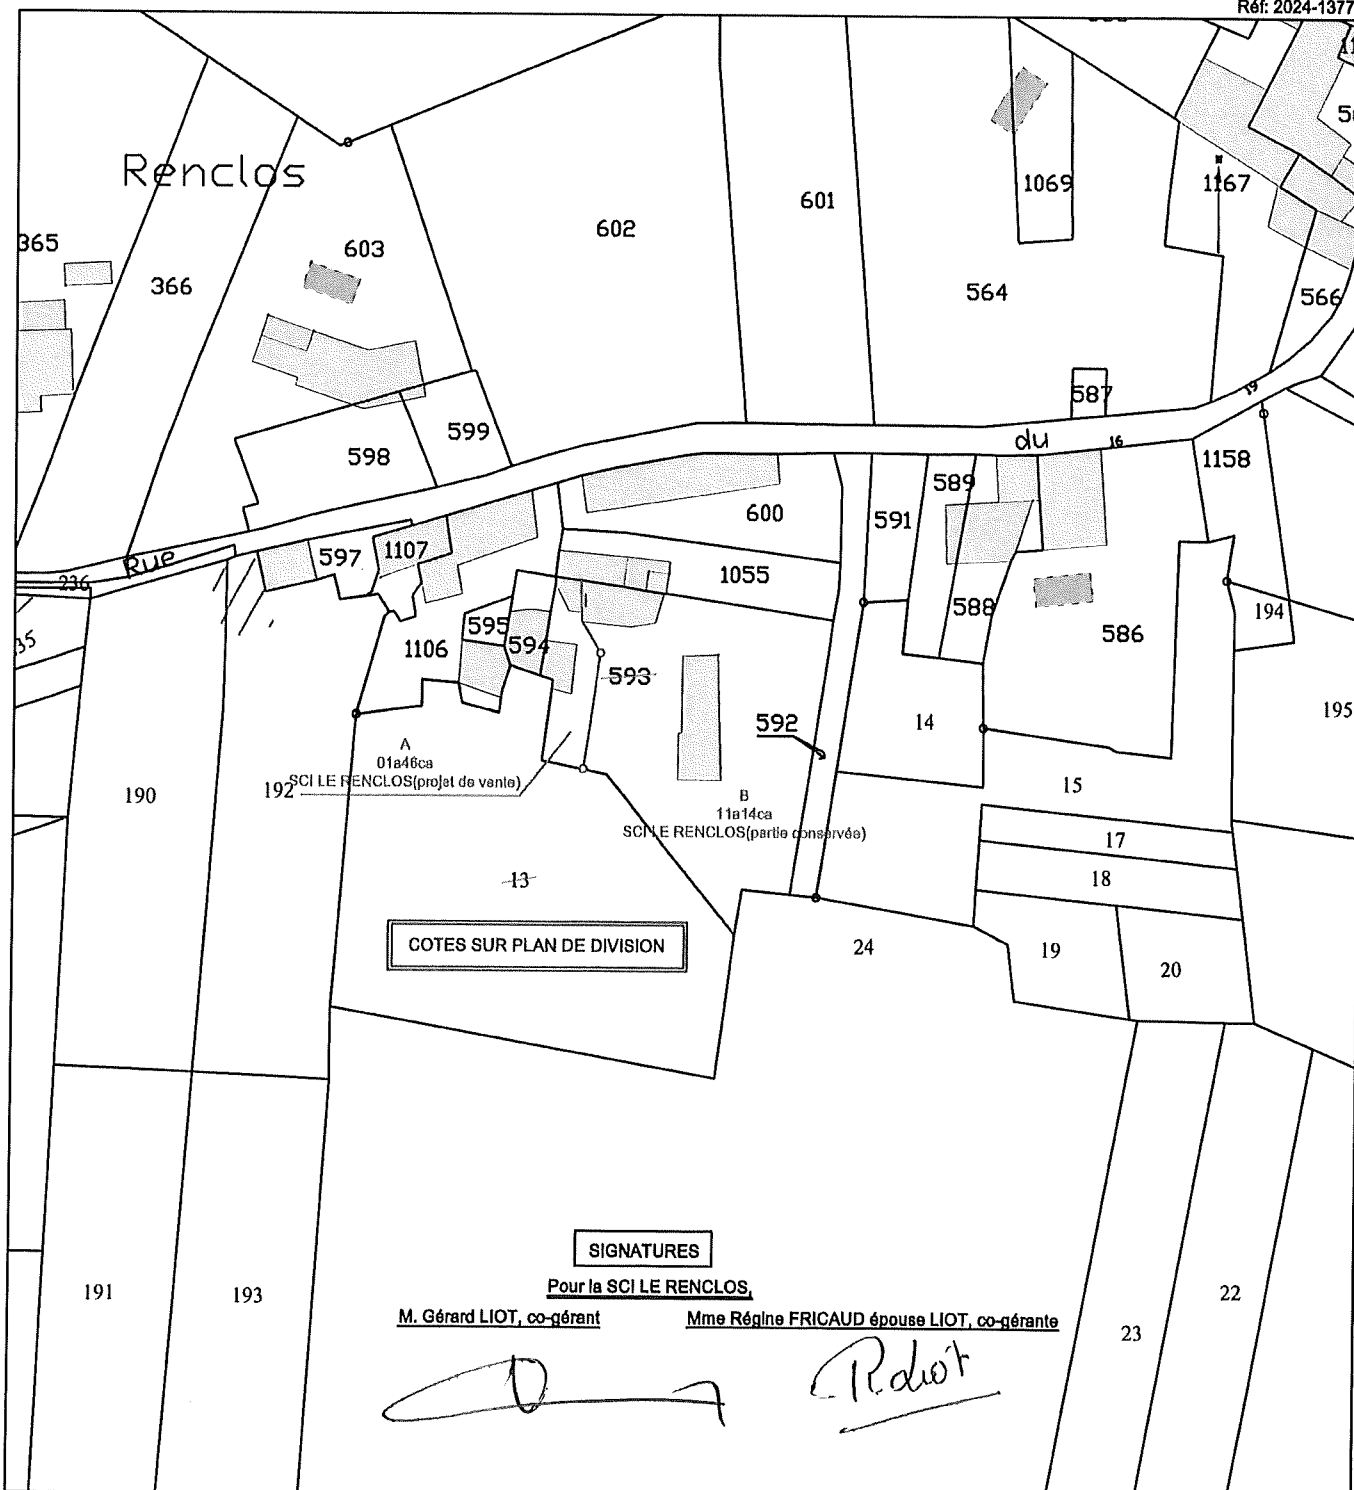 Réf: 2024-1377
Renclos
365
366
603
602
601
1069
1167
564
566
587
19
du
16
599
598
589
1158
600
591
597
1107
Rue
236
1055
588
586
194
35
595
594
1106
593
592
14
195
A
01a46ca
SCI LE RENCLOS(projet de vente)
190
192
15
B
11a14ca
SCI LE RENCLOS(partie conservée)
17
18
13
COTES SUR PLAN DE DIVISION
24
19
20
SIGNATURES
Pour la SCI LE RENCLOS,
M. Gérard LIOT, co-gérant
Mme Régine FRICAUD épouse LIOT, co-gérante
191
193
22
23
R. Liot